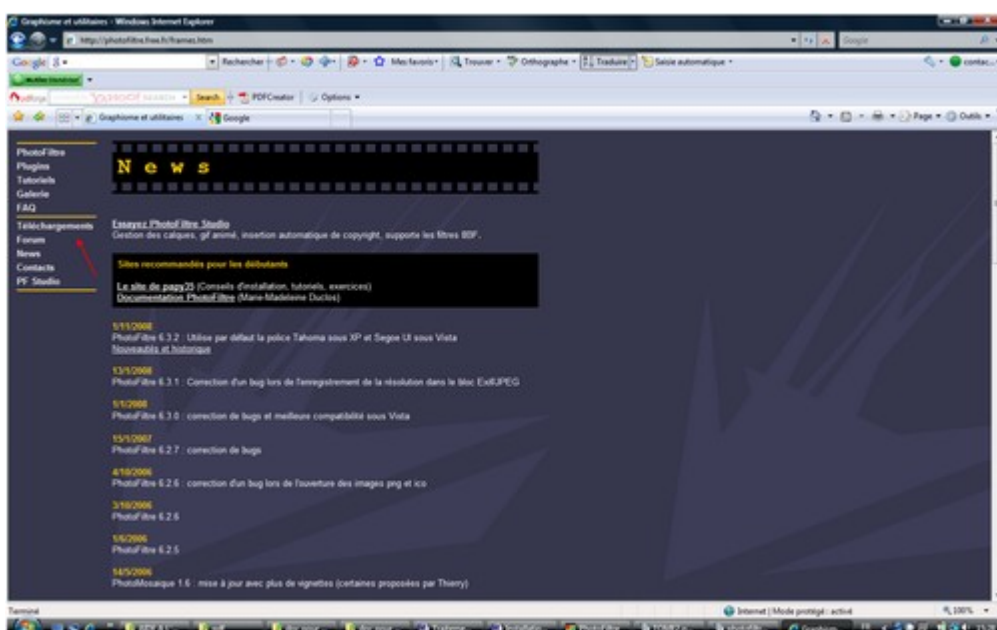 Graphisme et utilitaires - Windows Internet Explorer
http://photofiltre.free.fr/frames.htm
Google
Google
Rechercher
Mes favoris
Trouver
Orthographe
Traduire
Saisie automatique
contac...
Search
PDFCreator
Options
Graphisme et utilitaires
Google
Page
Outils
PhotoFiltre
Plugins
Tutoriels
Galerie
FAQ
Téléchargements
Forum
News
Contacts
PF Studio
News
Essayez PhotoFiltre Studio
Gestion des calques, gif animé, insertion automatique de copyright, supporte les filtres 8BF.
Sites recommandés pour les débutants
Le site de papy35 (Conseils d'installation, tutoriels, exercices)
Documentation PhotoFiltre (Marie-Madeleine Duclos)
1/11/2008
PhotoFiltre 6.3.2 : Utilise par défaut la police Tahoma sous XP et Segoe UI sous Vista
Nouveautés et historique
13/1/2008
PhotoFiltre 6.3.1 : Correction d'un bug lors de l'enregistrement de la résolution dans le bloc Exif/JPEG
1/1/2008
PhotoFiltre 6.3.0 : correction de bugs et meilleure compatibilité sous Vista
15/1/2007
PhotoFiltre 6.2.7 : correction de bugs
4/10/2006
PhotoFiltre 6.2.6 : correction d'un bug lors de l'ouverture des images png et ico
3/10/2006
PhotoFiltre 6.2.6
1/6/2006
PhotoFiltre 6.2.5
14/5/2006
PhotoMosaique 1.6 : mise à jour avec plus de vignettes (certaines proposées par Thierry)
Terminé
Internet | Mode protégé : activé
100%